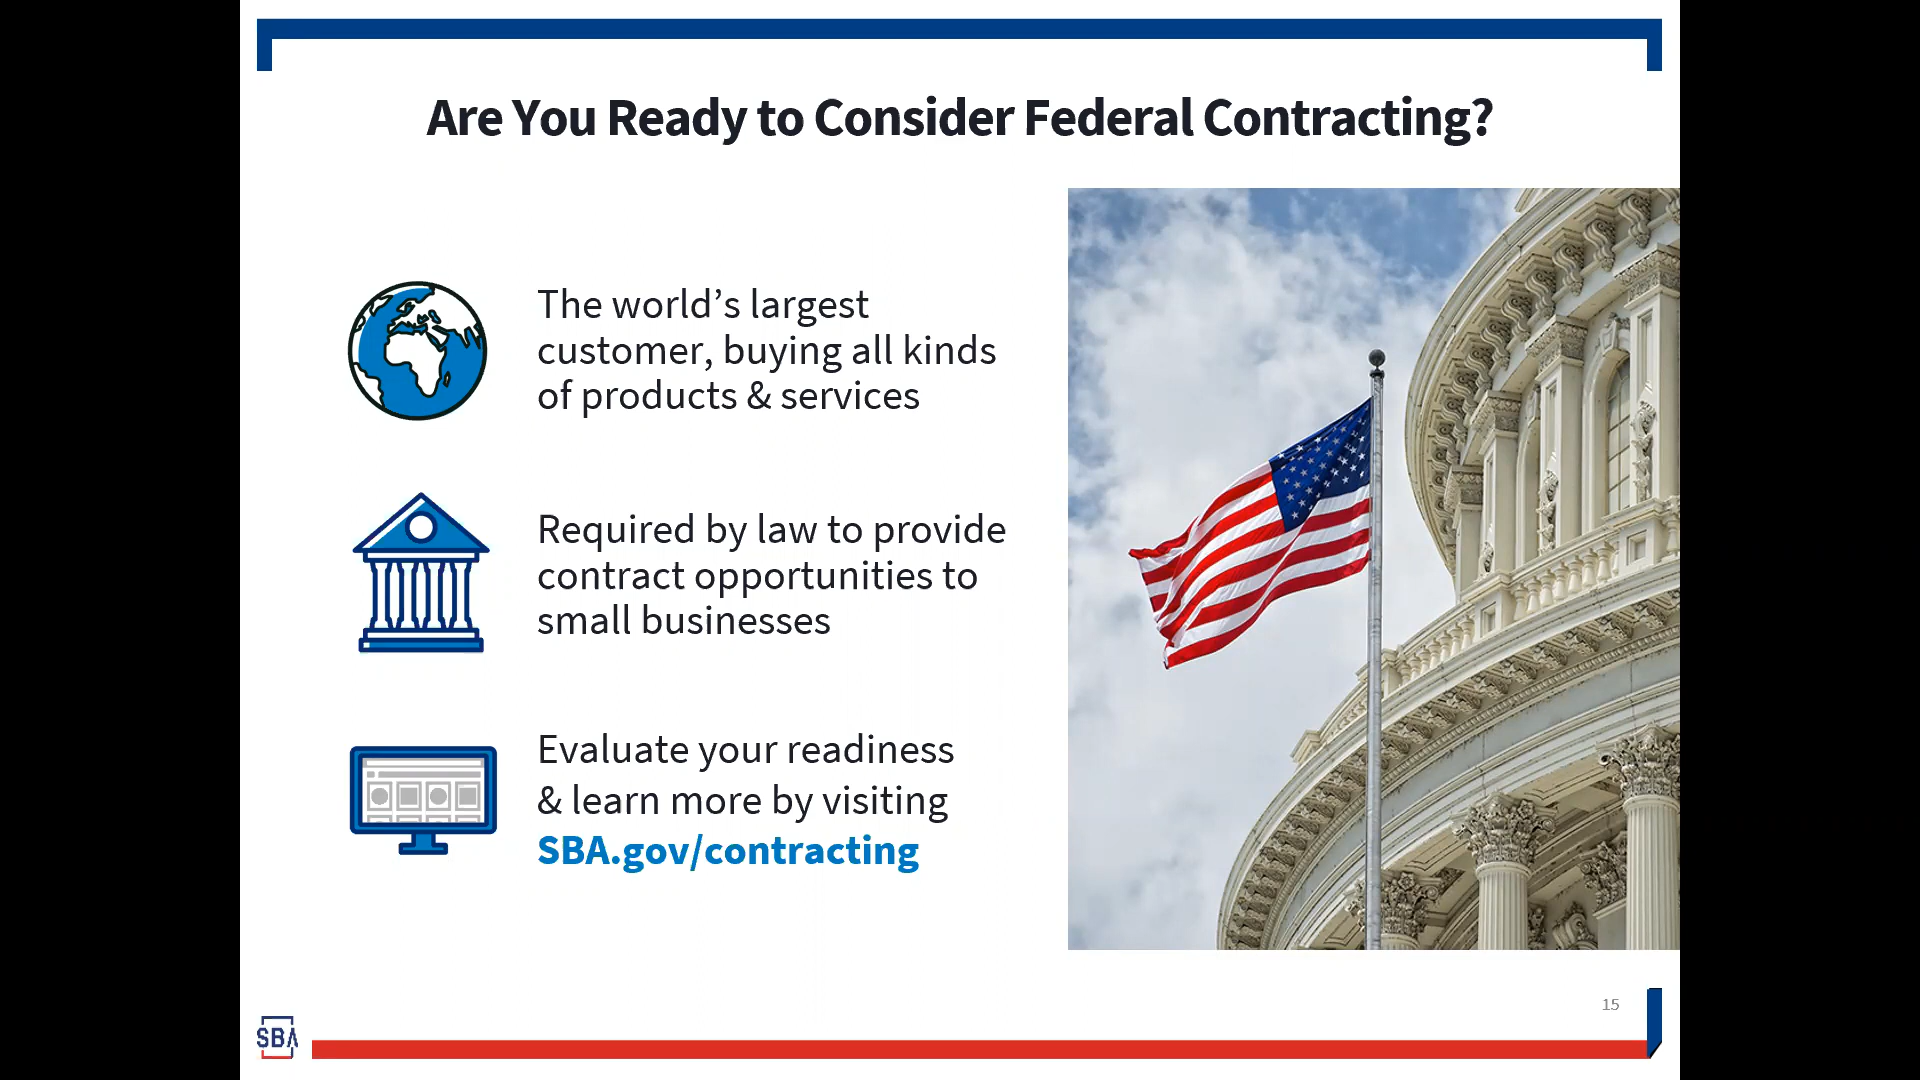 Are You Ready to Consider Federal Contracting?
The world’s largest
customer, buying all kinds
of products & services
Required by law to provide
contract opportunities to
small businesses
Evaluate your readiness
& learn more by visiting
SBA.gov/contracting
15
SBA